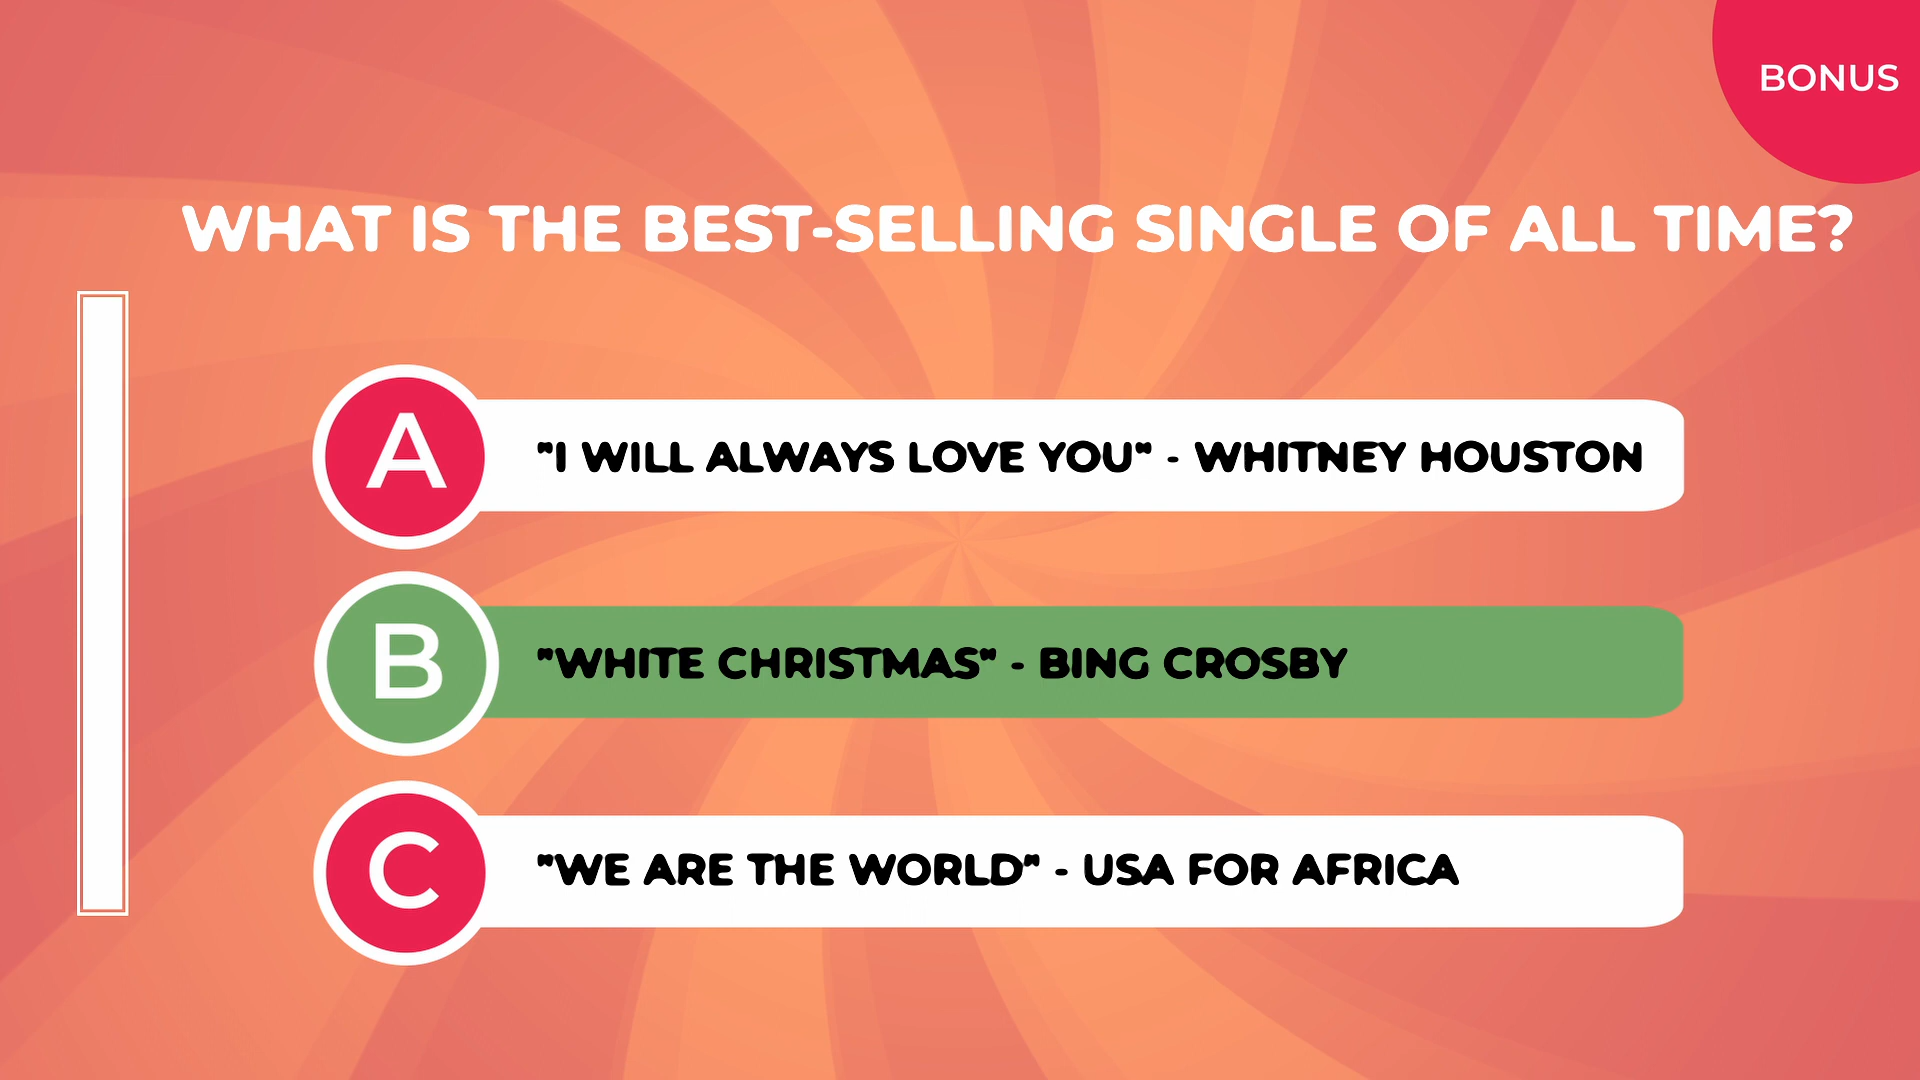 BONUS
WHAT IS THE BEST-SELLING SINGLE OF ALL TIME?
A
"I WILL ALWAYS LOVE YOU" - WHITNEY HOUSTON
B
"WHITE CHRISTMAS" - BING CROSBY
C
"WE ARE THE WORLD" - USA FOR AFRICA